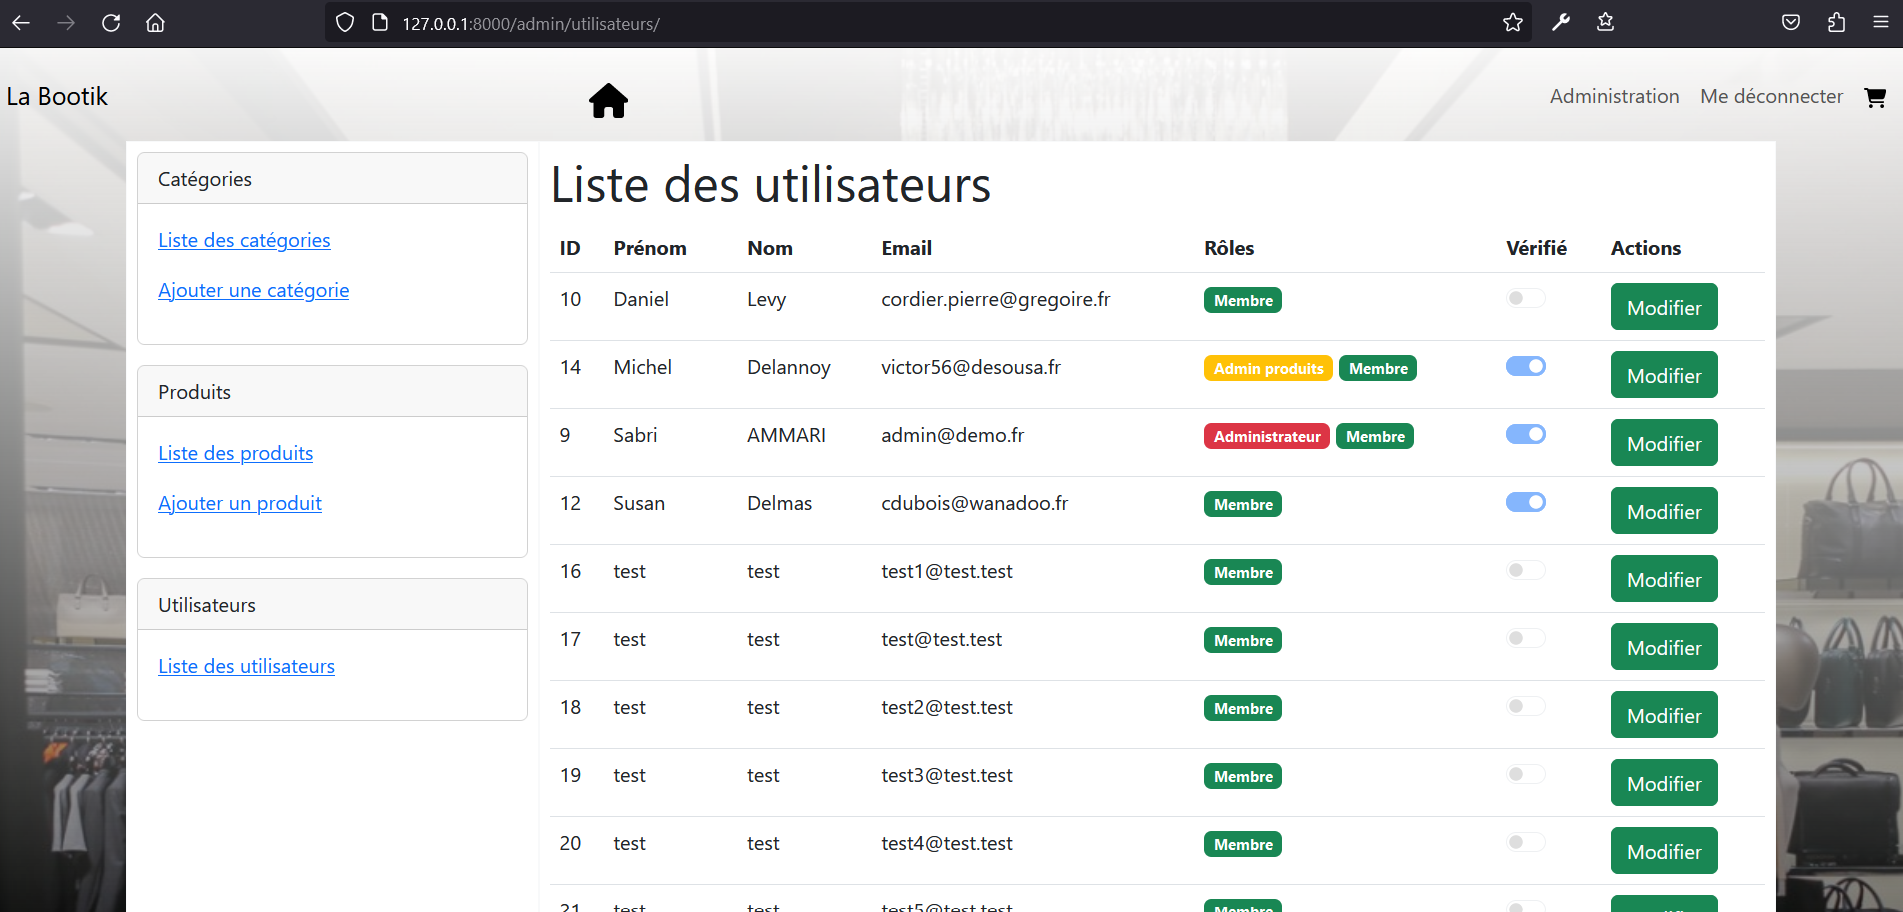 127.0.0.1:8000/admin/utilisateurs/
La Bootik
Administration Me déconnecter
Catégories
Liste des catégories
Ajouter une catégorie
Produits
Liste des produits
Ajouter un produit
Utilisateurs
Liste des utilisateurs
Liste des utilisateurs
ID Prénom Nom Email Rôles Vérifié Actions
10 Daniel Levy cordier.pierre@gregoire.fr Membre Modifier
14 Michel Delannoy victor56@desousa.fr Admin produits Membre Modifier
9 Sabri AMMARI admin@demo.fr Administrateur Membre Modifier
12 Susan Delmas cdubois@wanadoo.fr Membre Modifier
16 test test test1@test.test Membre Modifier
17 test test test@test.test Membre Modifier
18 test test test2@test.test Membre Modifier
19 test test test3@test.test Membre Modifier
20 test test test4@test.test Membre Modifier
21 test test test5@test.test Membre